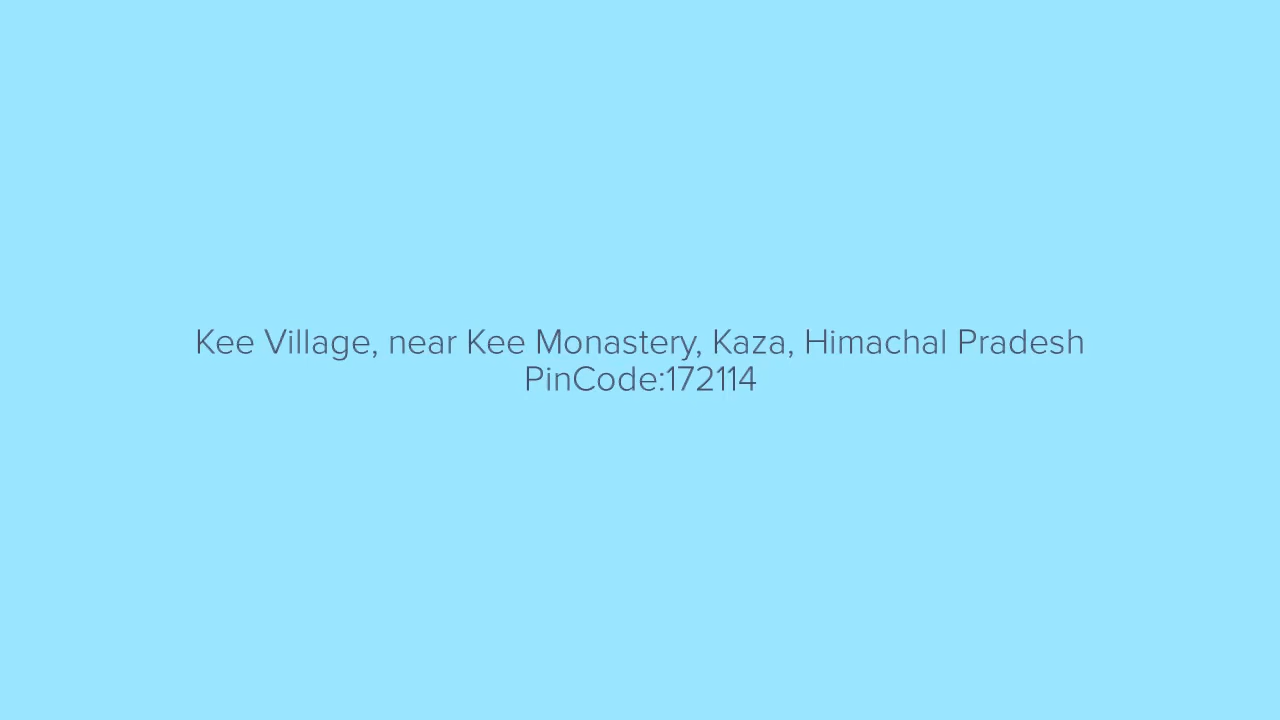 Kee Village, near Kee Monastery, Kaza, Himachal Pradesh
PinCode:172114